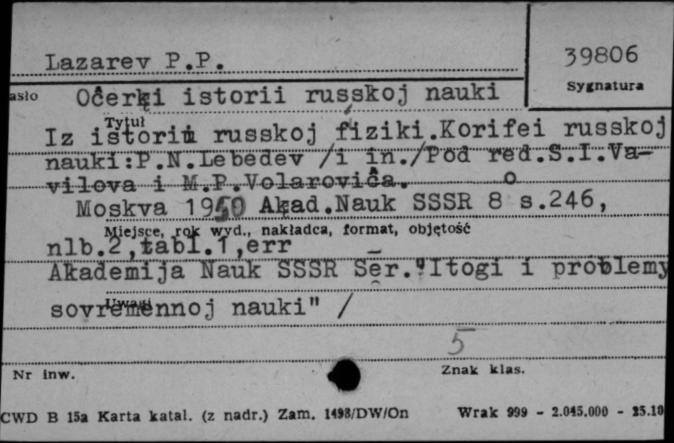 Lazarev P.P.
39806
Sygnatura
asło
Očerki istorii russkoj nauki
Tytuł
Iz istorii russkoj fiziki.Korifei russkoj
nauki:P.N.Lebedev /i in./Pod red.S.I.Va-
vilova i M.P.Volaroviča.
Moskva 1950 Akad.Nauk SSSR 8° s.246,
Miejsce, rok wyd., nakładca, format, objętość
nlb.2,tabl.1,err
Akademija Nauk SSSR Ser."Itogi i problemy
Uwagi
sovremennoj nauki" /
5
Nr inw.
Znak klas.
CWD B 15a Karta katal. (z nadr.) Zam. 1498/DW/On
Wrak 999 - 2.045.000 - 25.10